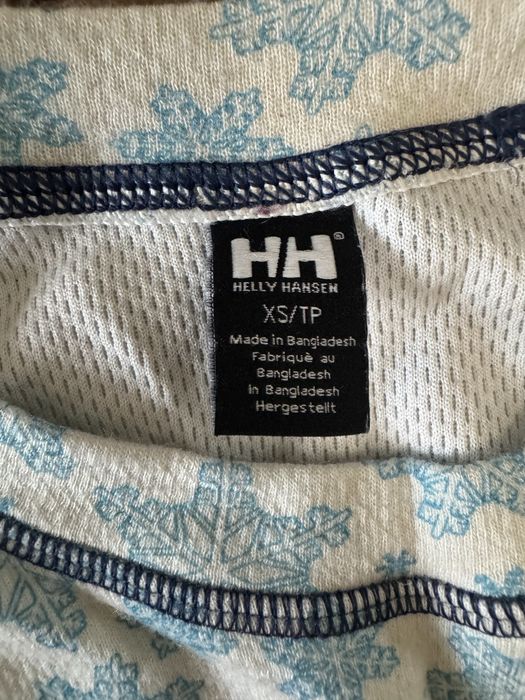 HH®
HELLY HANSEN
XS/TP
Made in Bangladesh
Fabriquè au
Bangladesh
In Bangladesh
Hergestellt